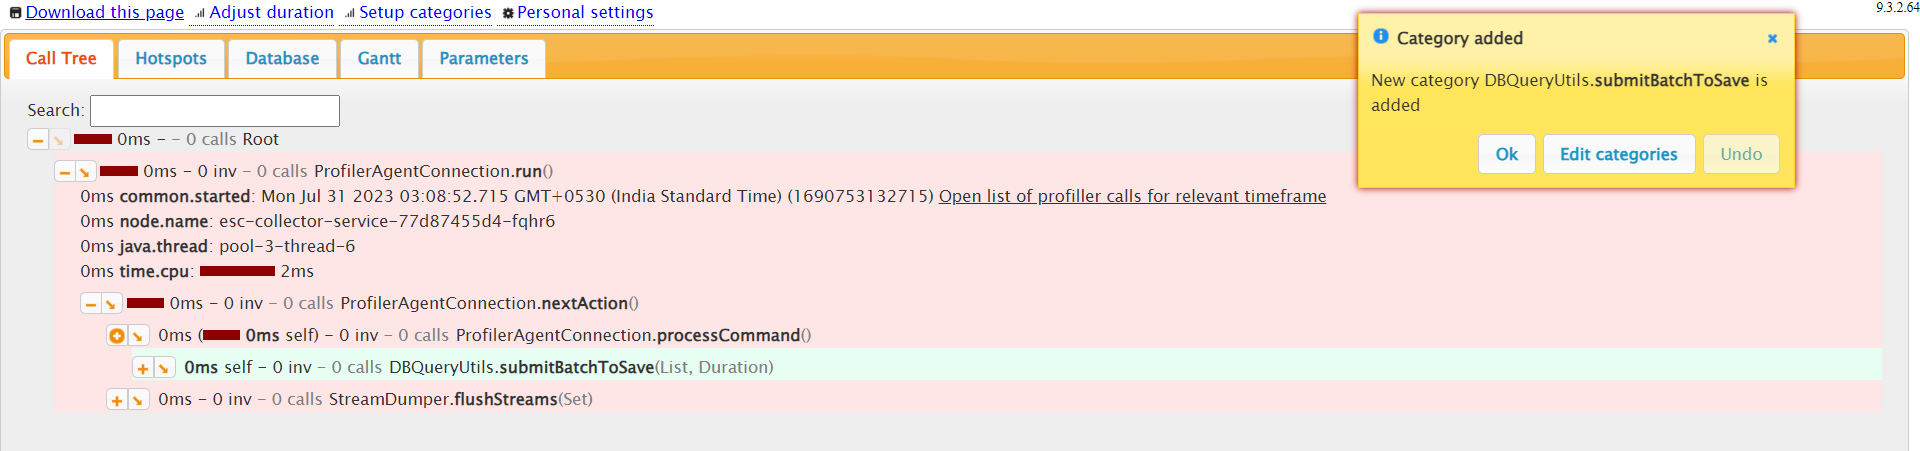 Download this page Adjust duration Setup categories Personal settings 9.3.2.64
Call Tree Hotspots Database Gantt Parameters
Category added
New category DBQueryUtils.submitBatchToSave is
added
Ok Edit categories Undo
Search:
0ms - - 0 calls Root
0ms - 0 inv - 0 calls ProfilerAgentConnection.run()
0ms common.started: Mon Jul 31 2023 03:08:52.715 GMT+0530 (India Standard Time) (1690753132715) Open list of profiller calls for relevant timeframe
0ms node.name: esc-collector-service-77d87455d4-fqhr6
0ms java.thread: pool-3-thread-6
0ms time.cpu: 2ms
0ms - 0 inv - 0 calls ProfilerAgentConnection.nextAction()
0ms (0ms self) - 0 inv - 0 calls ProfilerAgentConnection.processCommand()
0ms self - 0 inv - 0 calls DBQueryUtils.submitBatchToSave(List, Duration)
0ms - 0 inv - 0 calls StreamDumper.flushStreams(Set)